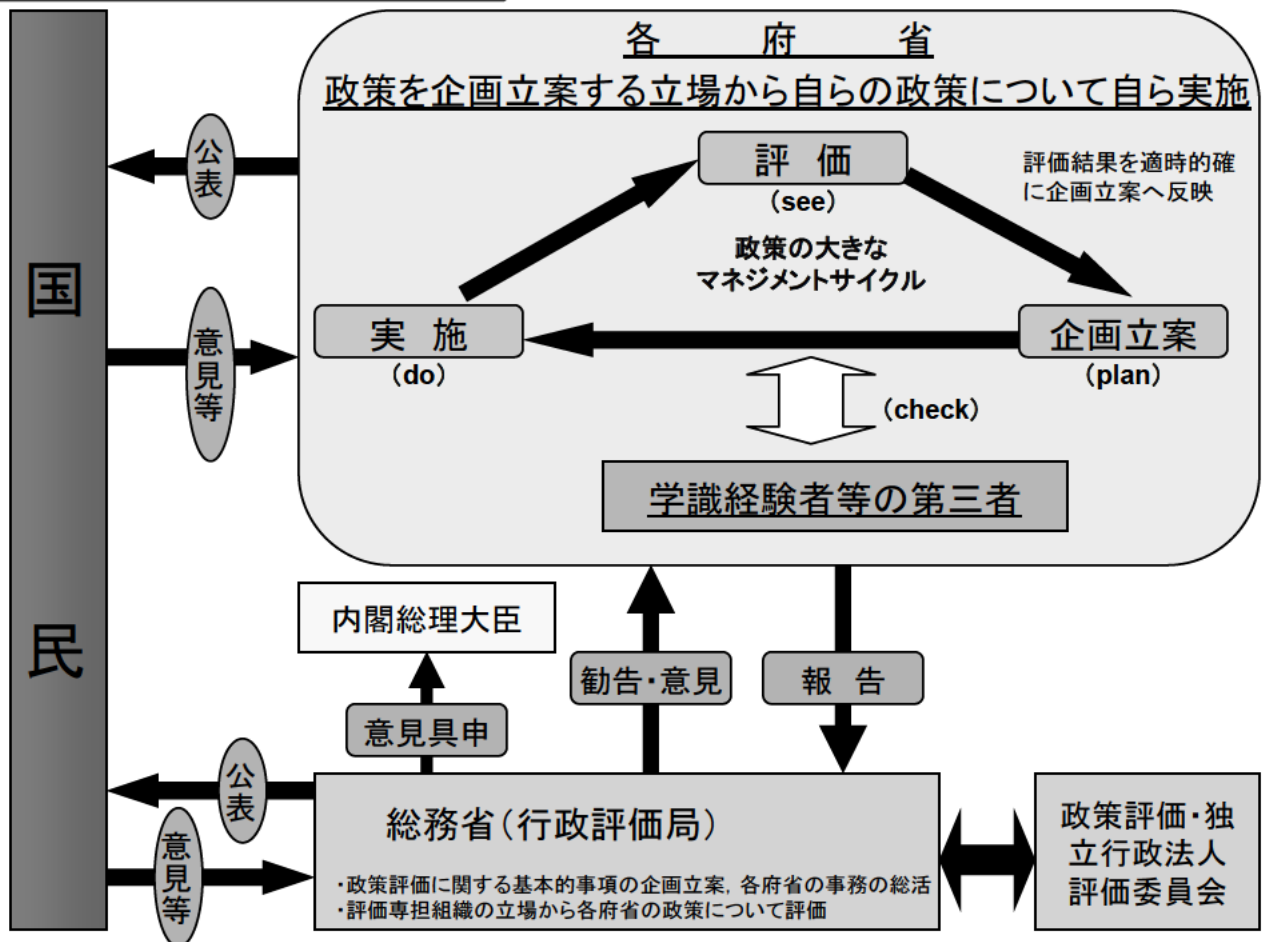 各 府 省
政策を企画立案する立場から自らの政策について自ら実施
公表
評 価
(see)
評価結果を適時的確
に企画立案へ反映
政策の大きな
マネジメントサイクル
国民
意見等
実 施
(do)
企画立案
(plan)
(check)
学識経験者等の第三者
内閣総理大臣
勧告・意見
報 告
意見具申
公表
意見等
総務省(行政評価局)
・政策評価に関する基本的事項の企画立案,各府省の事務の総活
・評価専担組織の立場から各府省の政策について評価
政策評価・独
立行政法人
評価委員会